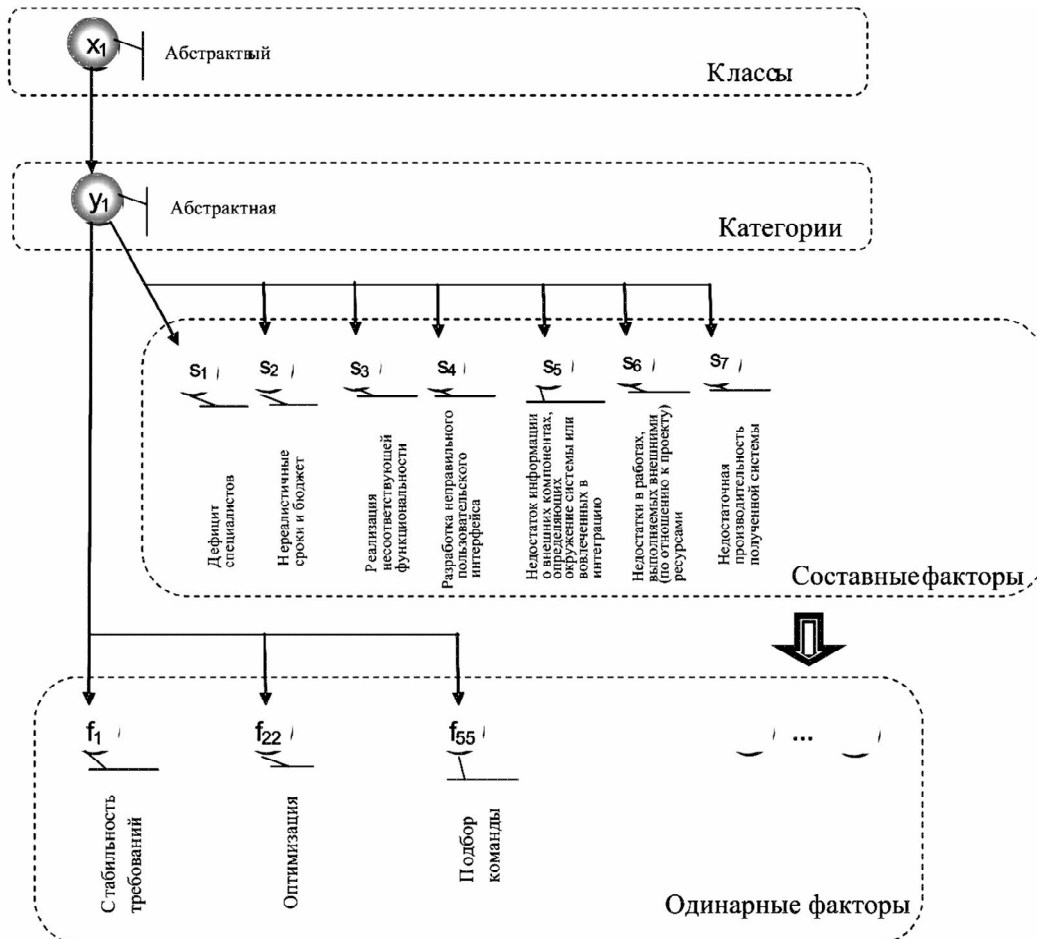 x₁
Абстрактный
Классы
y₁
Абстрактная
Категории
s₁
s₂
s₃
s₄
s₅
s₆
s₇
Дефицит
специалистов
Нереалистичные
сроки и бюджет
Реализация
несоответствующей
функциональности
Разработка неправильного
пользовательского
интерфейса
Недостаток информации
о внешних компонентах,
определяющих
окружение системы или
вовлеченных в
интеграцию
Недостатки в работах,
выполняемых внешними
(по отношению к проекту)
ресурсами
Недостаточная
производительность
полученной системы
Составные факторы
f₁
f₂₂
f₅₅
...
Стабильность
требований
Оптимизация
Подбор
команды
Одинарные факторы